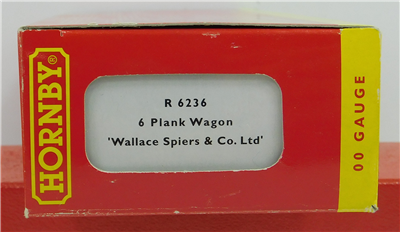 HORNBY®
R 6236
6 Plank Wagon
'Wallace Spiers & Co. Ltd'
00 GAUGE